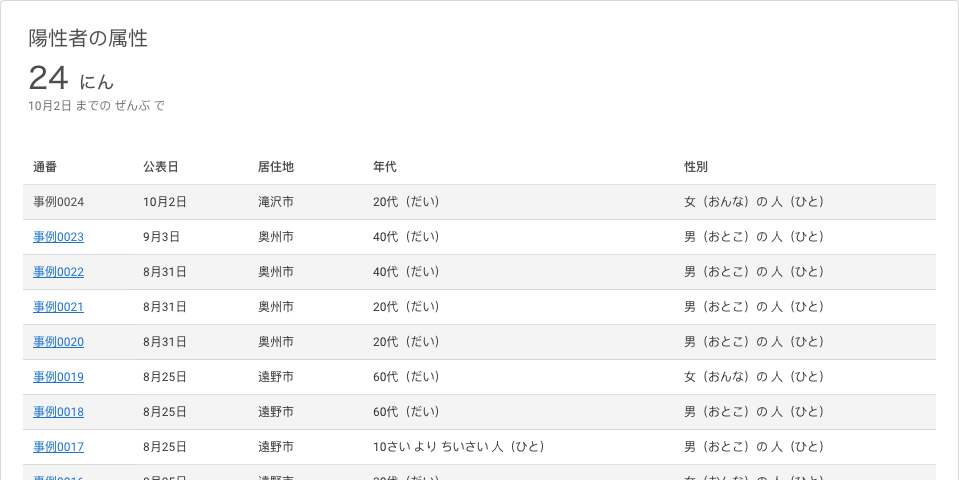 陽性者の属性
24 にん
10月2日 までの ぜんぶ で
通番 公表日 居住地 年代 性別
事例0024 10月2日 滝沢市 20代（だい） 女（おんな）の 人（ひと）
事例0023 9月3日 奥州市 40代（だい） 男（おとこ）の 人（ひと）
事例0022 8月31日 奥州市 40代（だい） 男（おとこ）の 人（ひと）
事例0021 8月31日 奥州市 20代（だい） 男（おとこ）の 人（ひと）
事例0020 8月31日 奥州市 20代（だい） 男（おとこ）の 人（ひと）
事例0019 8月25日 遠野市 60代（だい） 女（おんな）の 人（ひと）
事例0018 8月25日 遠野市 60代（だい） 男（おとこ）の 人（ひと）
事例0017 8月25日 遠野市 10さい より ちいさい 人（ひと） 男（おとこ）の 人（ひと）